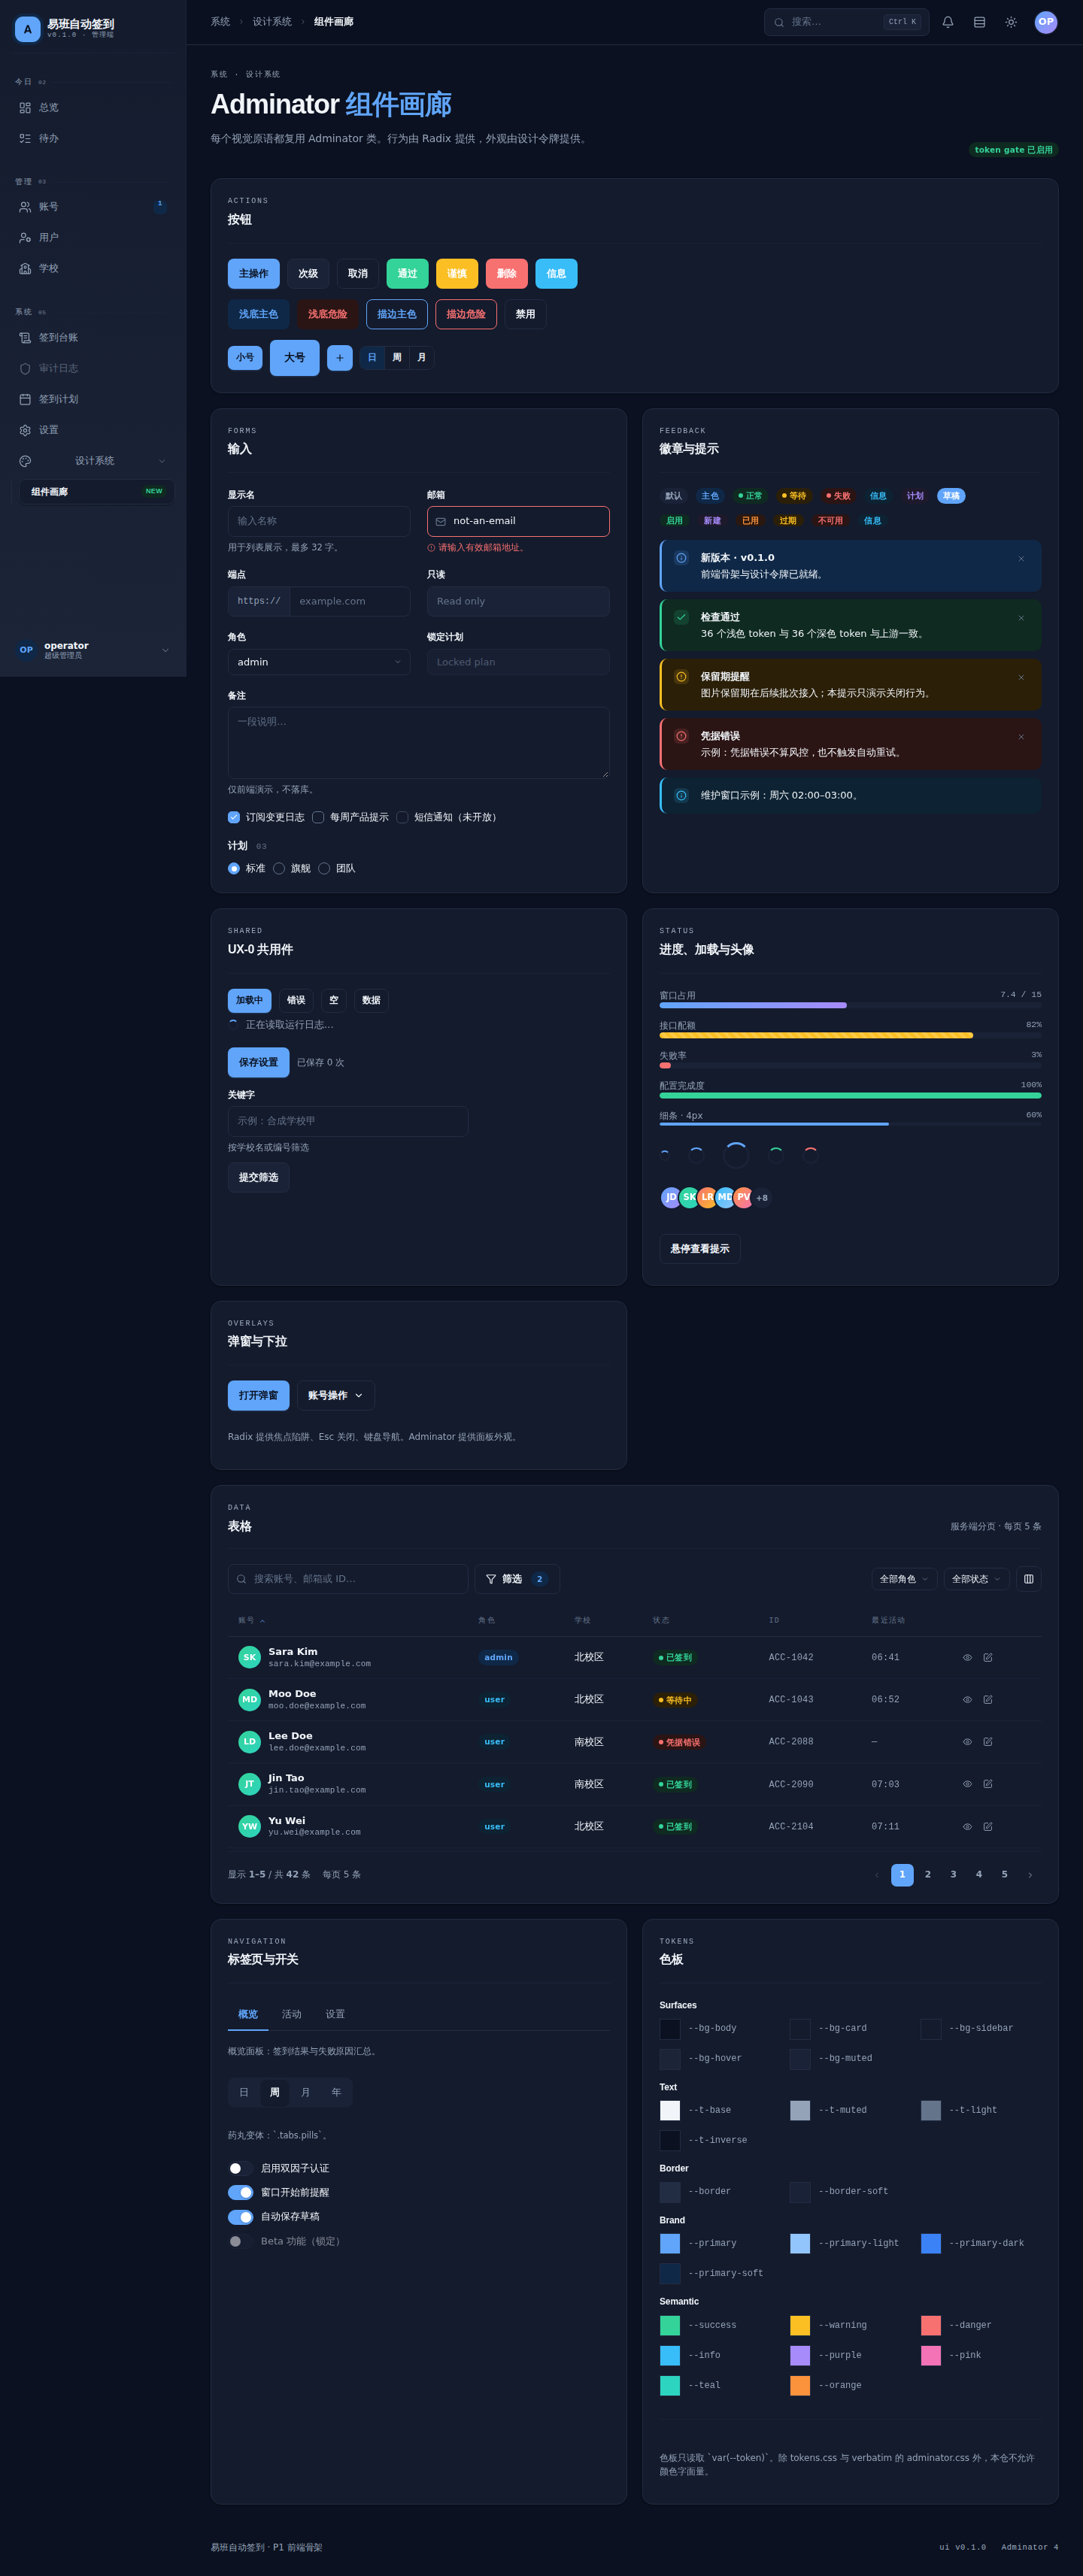 A
易班自动签到
v0.1.0 · 管理端
今日 02
总览
待办
管理 03
账号 1
用户
学校
系统 05
签到台账
审计日志
签到计划
设置
设计系统
组件画廊 NEW
OP operator
超级管理员
系统 › 设计系统 › 组件画廊
搜索… Ctrl K
OP
系统 · 设计系统
Adminator 组件画廊
每个视觉原语都复用 Adminator 类。行为由 Radix 提供，外观由设计令牌提供。
token gate 已启用
ACTIONS
按钮
主操作 次级 取消 通过 谨慎 删除 信息
浅底主色 浅底危险 描边主色 描边危险 禁用
小号 大号 + 日 周 月
FORMS
输入
显示名 邮箱
输入名称 not-an-email
用于列表展示，最多 32 字。 请输入有效邮箱地址。
端点 只读
https:// example.com Read only
角色 锁定计划
admin Locked plan
备注
一段说明…
仅前端演示，不落库。
订阅变更日志 每周产品提示 短信通知（未开放）
计划 03
标准 旗舰 团队
FEEDBACK
徽章与提示
默认 主色 正常 等待 失败 信息 计划 草稿
启用 新建 已用 过期 不可用 信息
新版本 · v0.1.0
前端骨架与设计令牌已就绪。
检查通过
36 个浅色 token 与 36 个深色 token 与上游一致。
保留期提醒
图片保留期在后续批次接入；本提示只演示关闭行为。
凭据错误
示例：凭据错误不算风控，也不触发自动重试。
维护窗口示例：周六 02:00–03:00。
SHARED
UX-0 共用件
加载中 错误 空 数据
正在读取运行日志…
保存设置 已保存 0 次
关键字
示例：合成学校甲
按学校名或编号筛选
提交筛选
STATUS
进度、加载与头像
窗口占用 7.4 / 15
接口配额 82%
失败率 3%
配置完成度 100%
细条 · 4px 60%
JD SK LR MD PV +8
悬停查看提示
OVERLAYS
弹窗与下拉
打开弹窗 账号操作
Radix 提供焦点陷阱、Esc 关闭、键盘导航。Adminator 提供面板外观。
DATA
表格
服务端分页 · 每页 5 条
搜索账号、邮箱或 ID… 筛选 2 全部角色 全部状态
账号 角色 学校 状态 ID 最近活动
SK Sara Kim admin 北校区 已签到 ACC-1042 06:41
sara.kim@example.com
MD Moo Doe user 北校区 等待中 ACC-1043 06:52
moo.doe@example.com
LD Lee Doe user 南校区 凭据错误 ACC-2088 —
lee.doe@example.com
JT Jin Tao user 南校区 已签到 ACC-2090 07:03
jin.tao@example.com
YW Yu Wei user 北校区 已签到 ACC-2104 07:11
yu.wei@example.com
显示 1–5 / 共 42 条 每页 5 条 ‹ 1 2 3 4 5 ›
NAVIGATION
标签页与开关
概览 活动 设置
概览面板：签到结果与失败原因汇总。
日 周 月 年
药丸变体：`.tabs.pills`。
启用双因子认证
窗口开始前提醒
自动保存草稿
Beta 功能（锁定）
TOKENS
色板
Surfaces
--bg-body --bg-card --bg-sidebar
--bg-hover --bg-muted
Text
--t-base --t-muted --t-light
--t-inverse
Border
--border --border-soft
Brand
--primary --primary-light --primary-dark
--primary-soft
Semantic
--success --warning --danger
--info --purple --pink
--teal --orange
色板只读取 `var(--token)`。除 tokens.css 与 verbatim 的 adminator.css 外，本仓不允许
颜色字面量。
易班自动签到 · P1 前端骨架
ui v0.1.0 Adminator 4